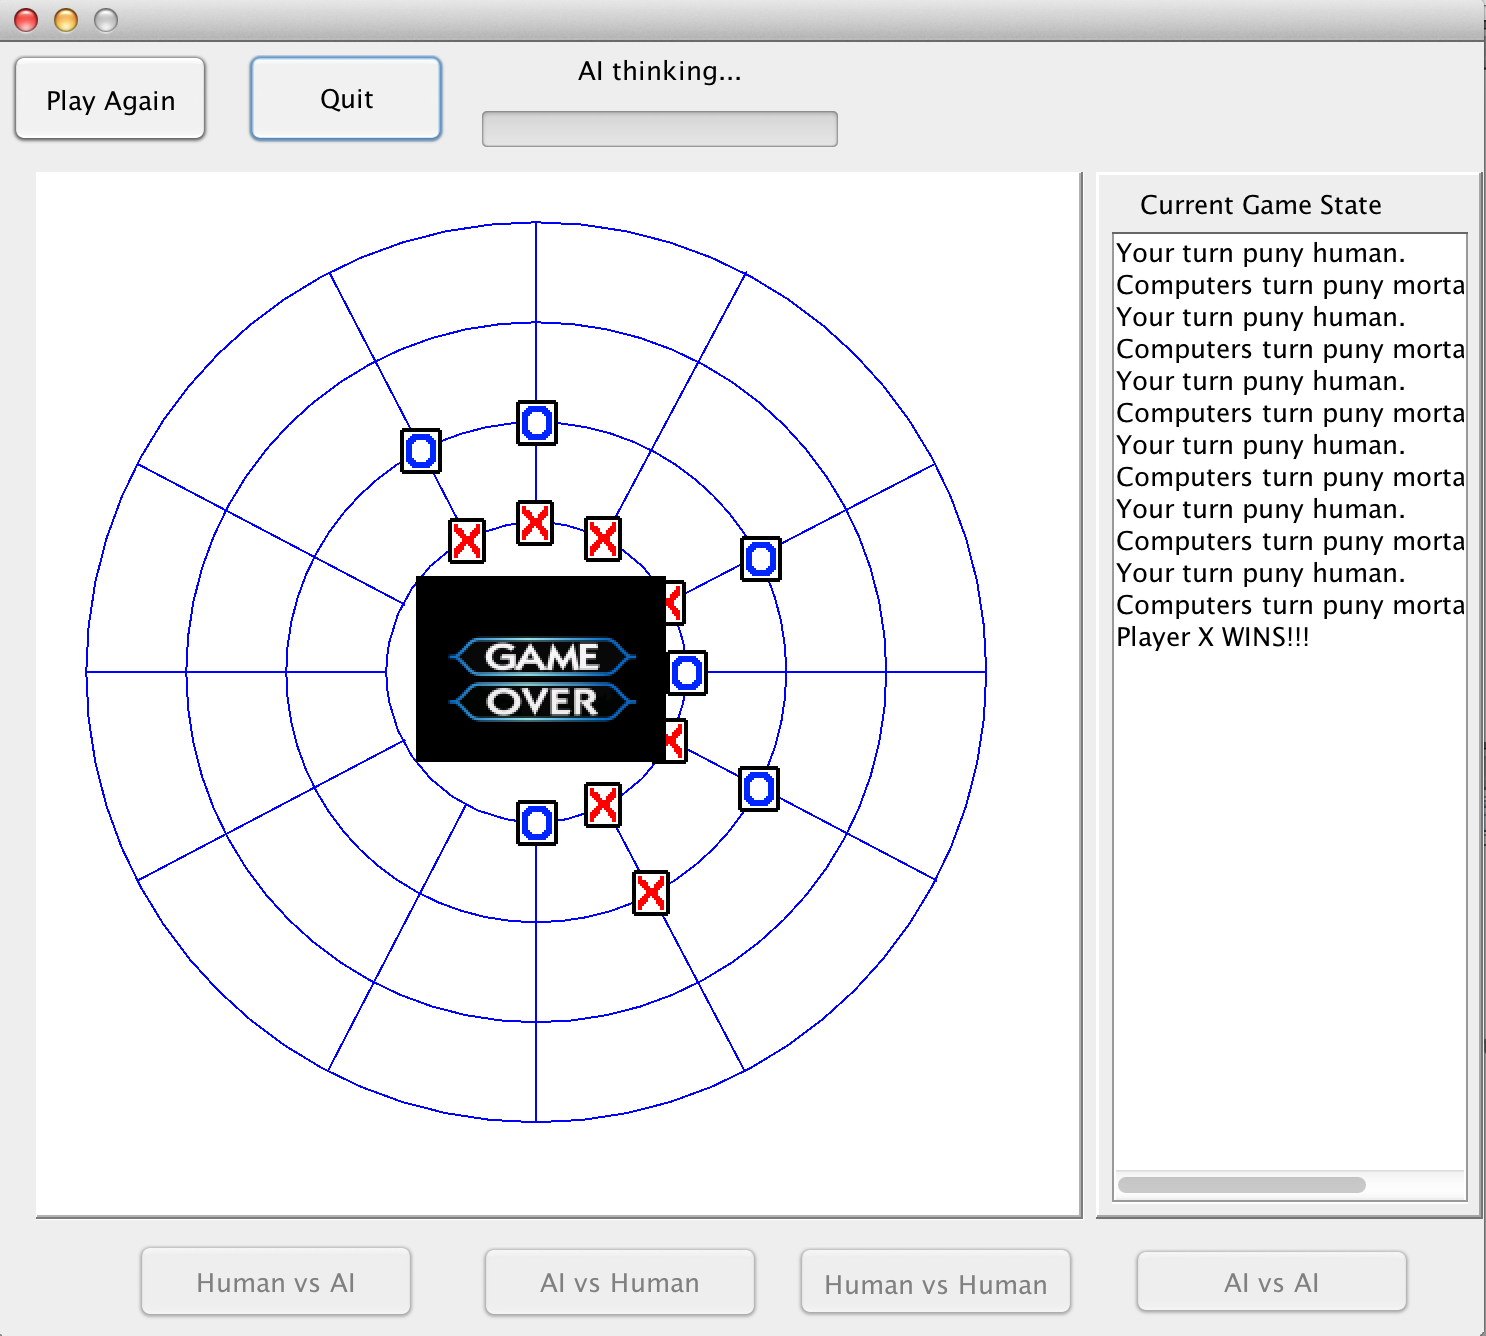 Play Again
Quit
AI thinking...
Current Game State
Your turn puny human.
Computers turn puny morta
Your turn puny human.
Computers turn puny morta
Your turn puny human.
Computers turn puny morta
Your turn puny human.
Computers turn puny morta
Your turn puny human.
Computers turn puny morta
Your turn puny human.
Computers turn puny morta
Player X WINS!!!
O
O
X
X
X
O
X
GAME
OVER
O
X
O
X
O
X
Human vs AI
AI vs Human
Human vs Human
AI vs AI